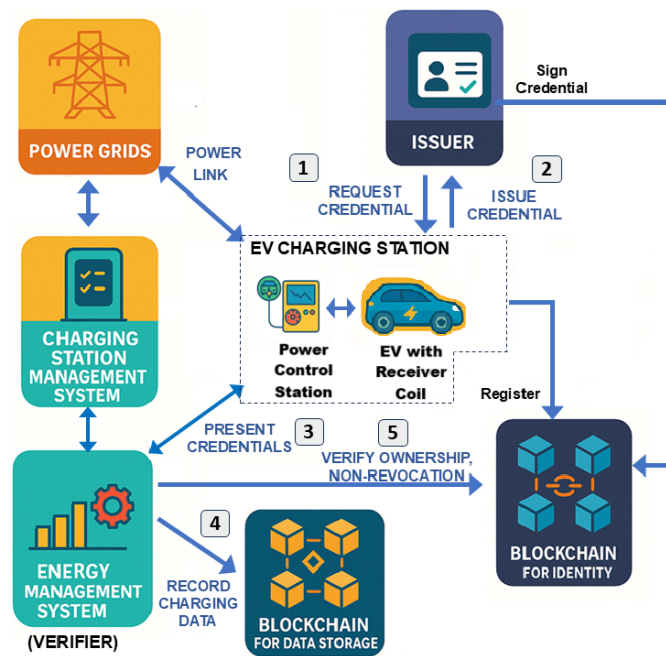 Sign
Credential
ISSUER
POWER GRIDS
POWER
LINK
1
2
REQUEST
CREDENTIAL
ISSUE
CREDENTIAL
EV CHARGING STATION
Power
Control
Station
EV with
Receiver
Coil
CHARGING
STATION
MANAGEMENT
SYSTEM
Register
PRESENT
CREDENTIALS
3
5
VERIFY OWNERSHIP,
NON-REVOCATION
4
ENERGY
MANAGEMENT
SYSTEM
(VERIFIER)
RECORD
CHARGING
DATA
BLOCKCHAIN
FOR DATA STORAGE
BLOCKCHAIN
FOR IDENTITY